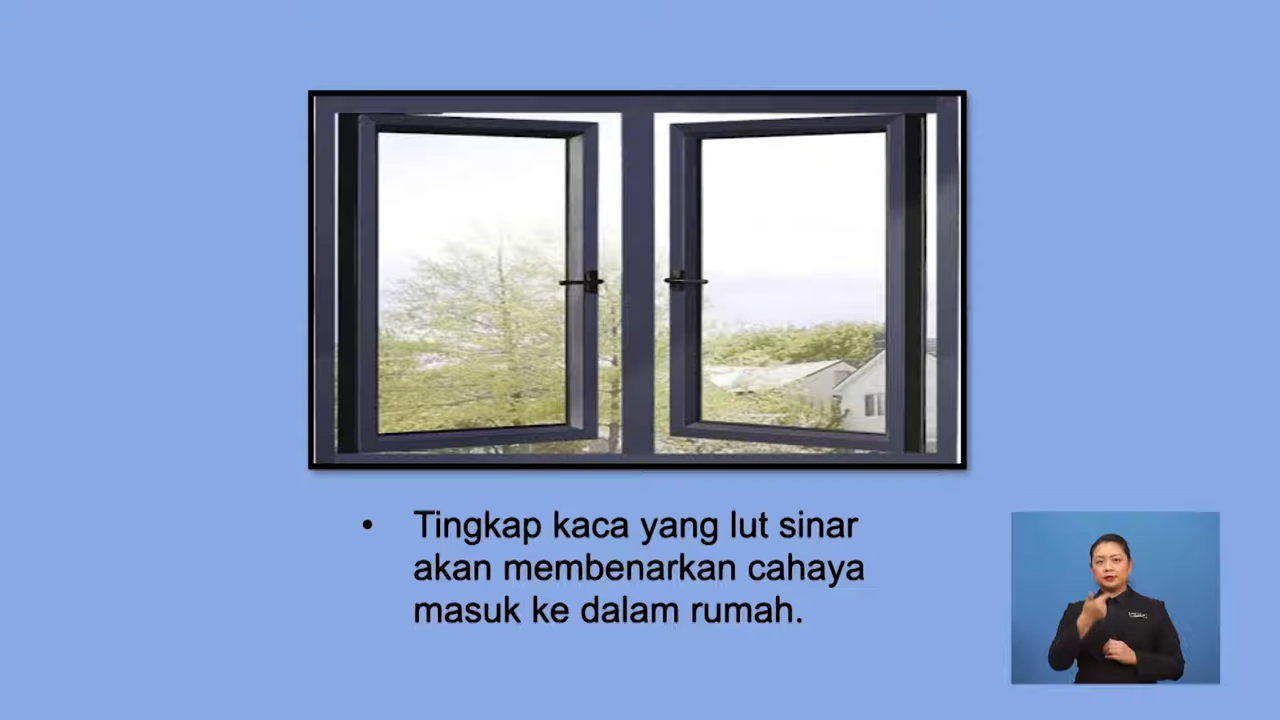 • Tingkap kaca yang lut sinar
akan membenarkan cahaya
masuk ke dalam rumah.